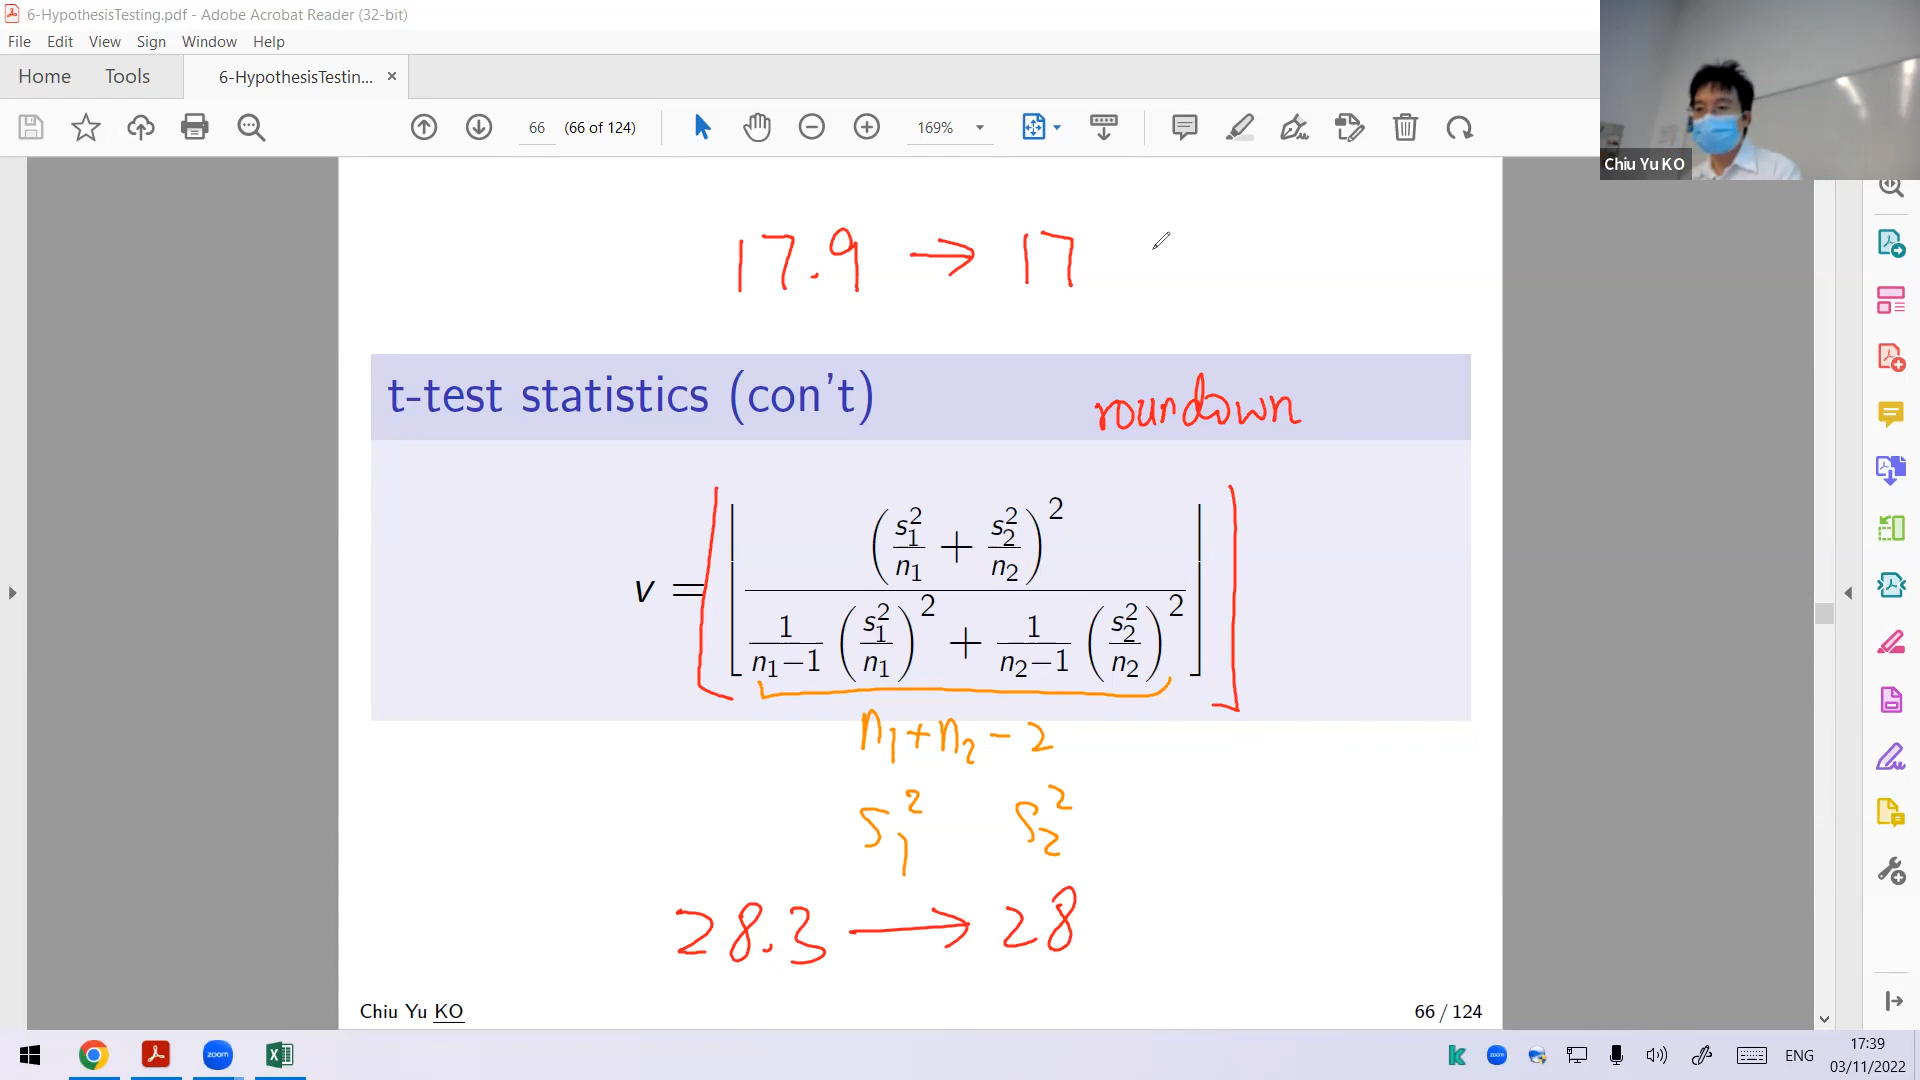 6-HypothesisTesting.pdf - Adobe Acrobat Reader (32-bit)
File Edit View Sign Window Help
Home Tools 6-HypothesisTestin... ×
66 (66 of 124) 169%
Chiu Yu KO
17.9 → 17
t-test statistics (con't) roundown
v = ⌊ (s₁²/n₁ + s₂²/n₂)² / ( 1/(n₁−1) (s₁²/n₁)² + 1/(n₂−1) (s₂²/n₂)² ) ⌋
n₁+n₂−2
s₁² s₂²
28.3 → 28
Chiu Yu KO 66 / 124
zoom zoom ENG 17:39
03/11/2022